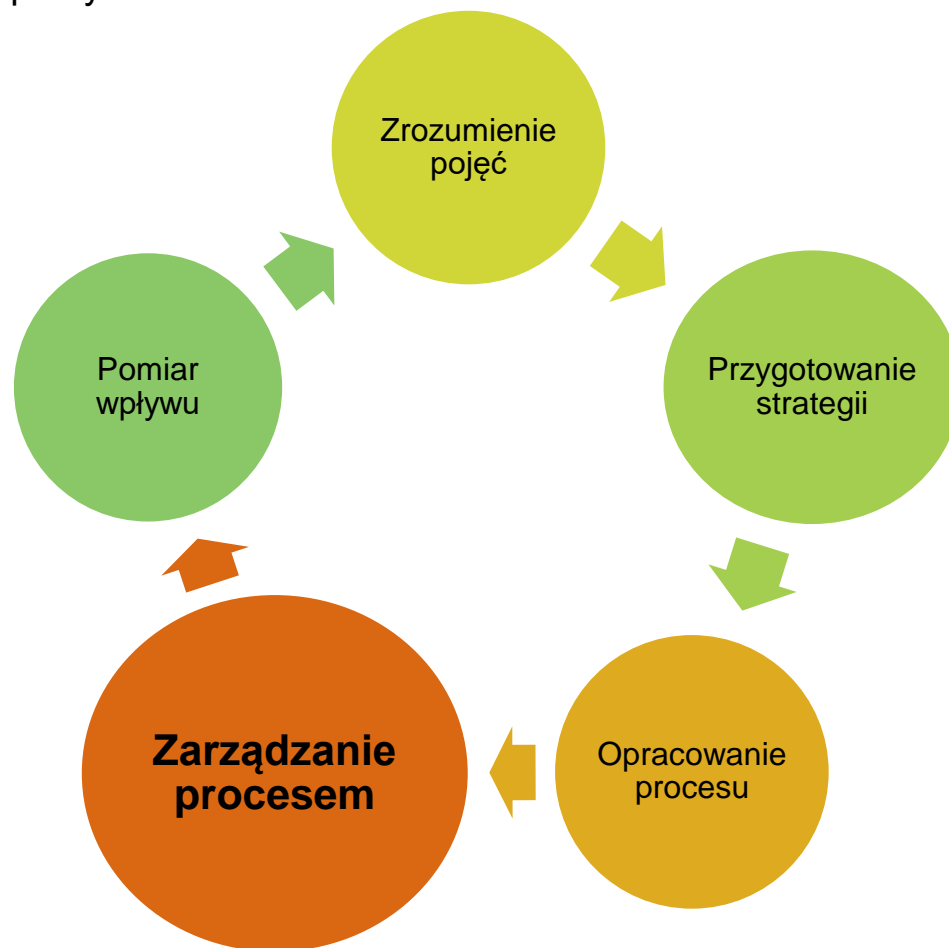 Zrozumienie
pojęć
Przygotowanie
strategii
Opracowanie
procesu
Zarządzanie
procesem
Pomiar
wpływu